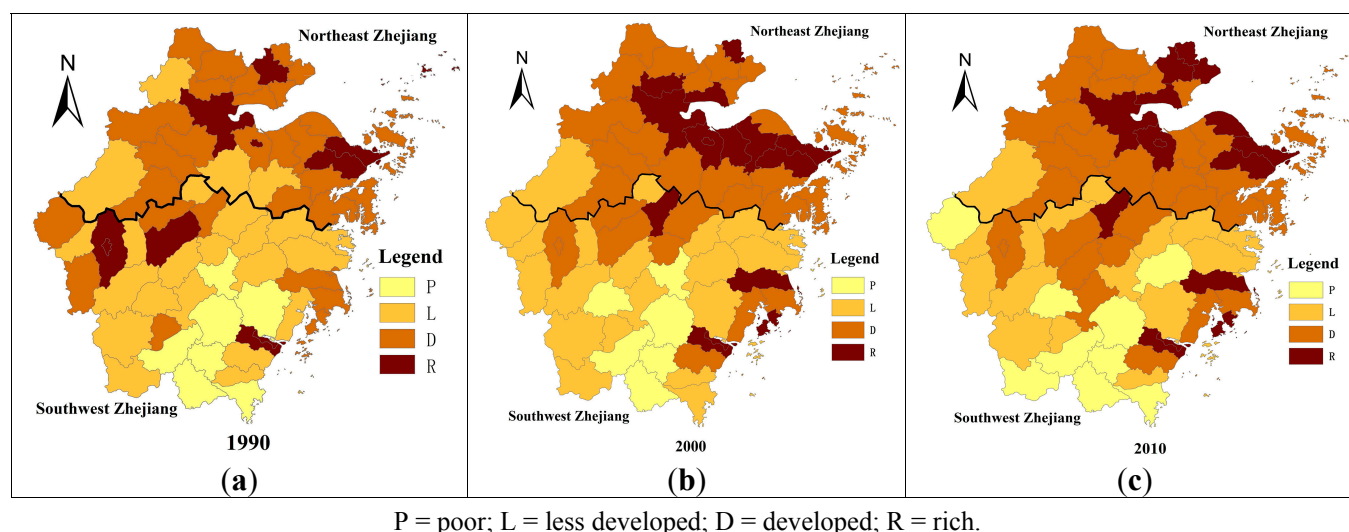 Northeast Zhejiang
N
Legend
P
L
D
R
Southwest Zhejiang
1990
(a)
Northeast Zhejiang
N
Legend
P
L
D
R
Southwest Zhejiang
2000
(b)
Northeast Zhejiang
N
Legend
P
L
D
R
Southwest Zhejiang
2010
(c)
P = poor; L = less developed; D = developed; R = rich.